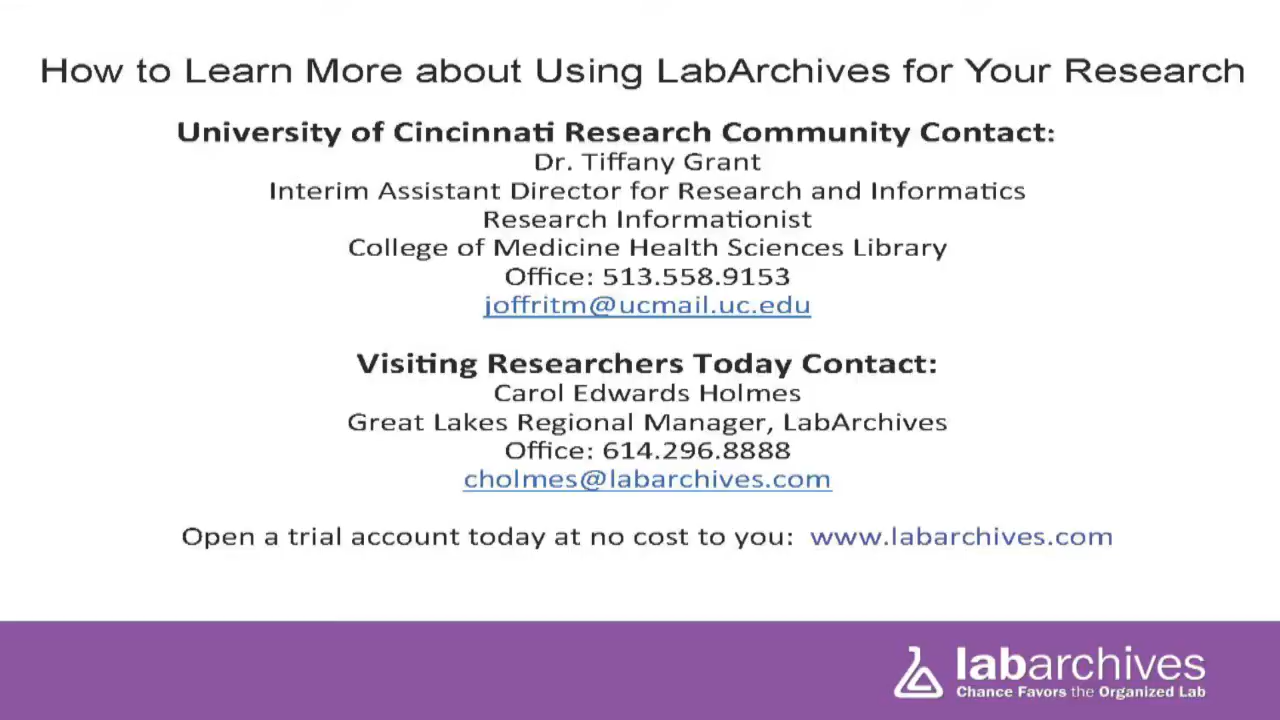 How to Learn More about Using LabArchives for Your Research
University of Cincinnati Research Community Contact:
Dr. Tiffany Grant
Interim Assistant Director for Research and Informatics
Research Informationist
College of Medicine Health Sciences Library
Office: 513.558.9153
joffritm@ucmail.uc.edu
Visiting Researchers Today Contact:
Carol Edwards Holmes
Great Lakes Regional Manager, LabArchives
Office: 614.296.8888
cholmes@labarchives.com
Open a trial account today at no cost to you: www.labarchives.com
labarchives
Chance Favors the Organized Lab